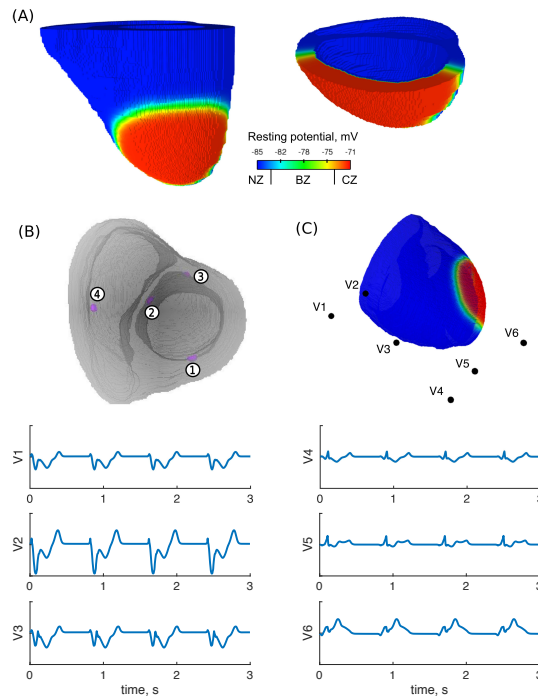 (A)
Resting potential, mV
-85 -82 -78 -75 -71
NZ BZ CZ
(B)
4
3
2
1
(C)
V2
V1
V3
V6
V5
V4
V1
0 1 2 3
V2
0 1 2 3
V3
0 1 2 3
time, s
V4
0 1 2 3
V5
0 1 2 3
V6
0 1 2 3
time, s